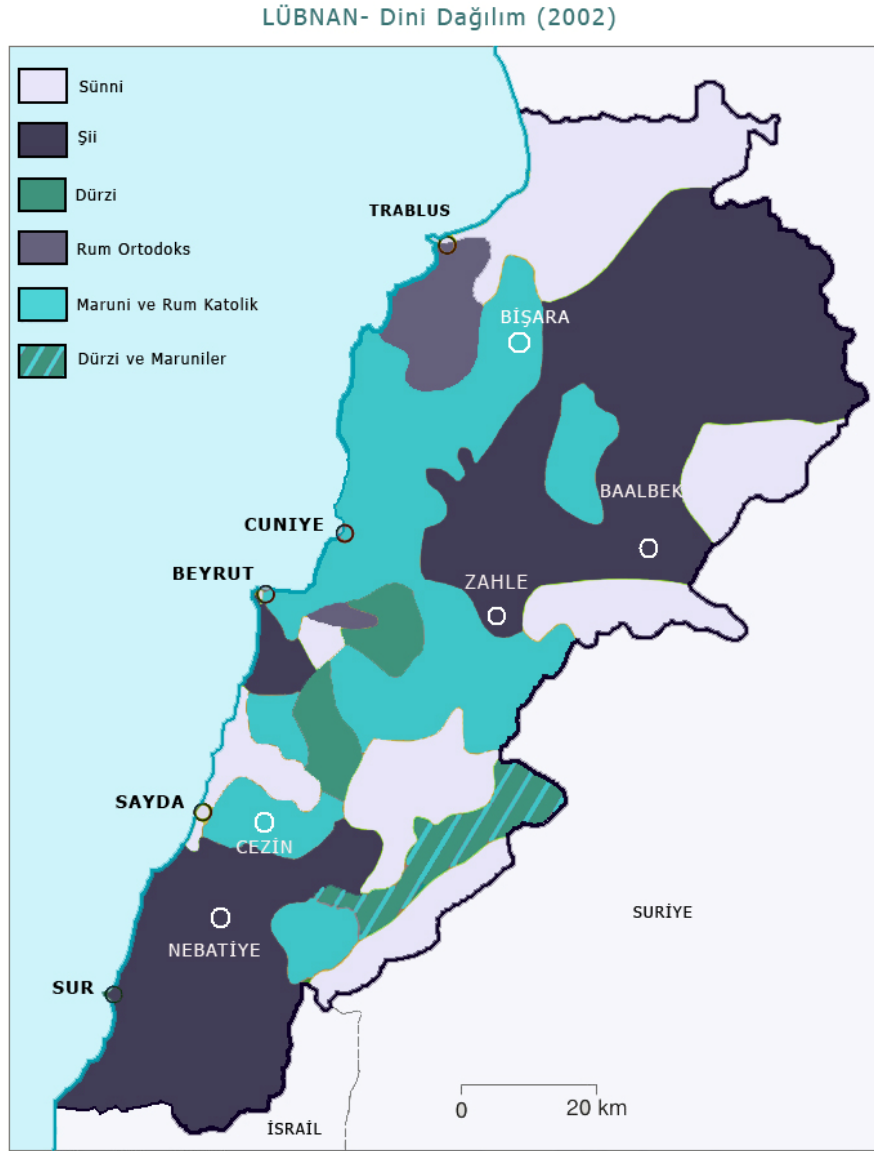 LÜBNAN- Dini Dağılım (2002)
Sünni
Şii
Dürzi
Rum Ortodoks
Maruni ve Rum Katolik
Dürzi ve Maruniler
TRABLUS
BİŞARA
BAALBEK
CUNIYE
BEYRUT
ZAHLE
SAYDA
CEZİN
SURİYE
NEBATİYE
SUR
0 20 km
İSRAİL